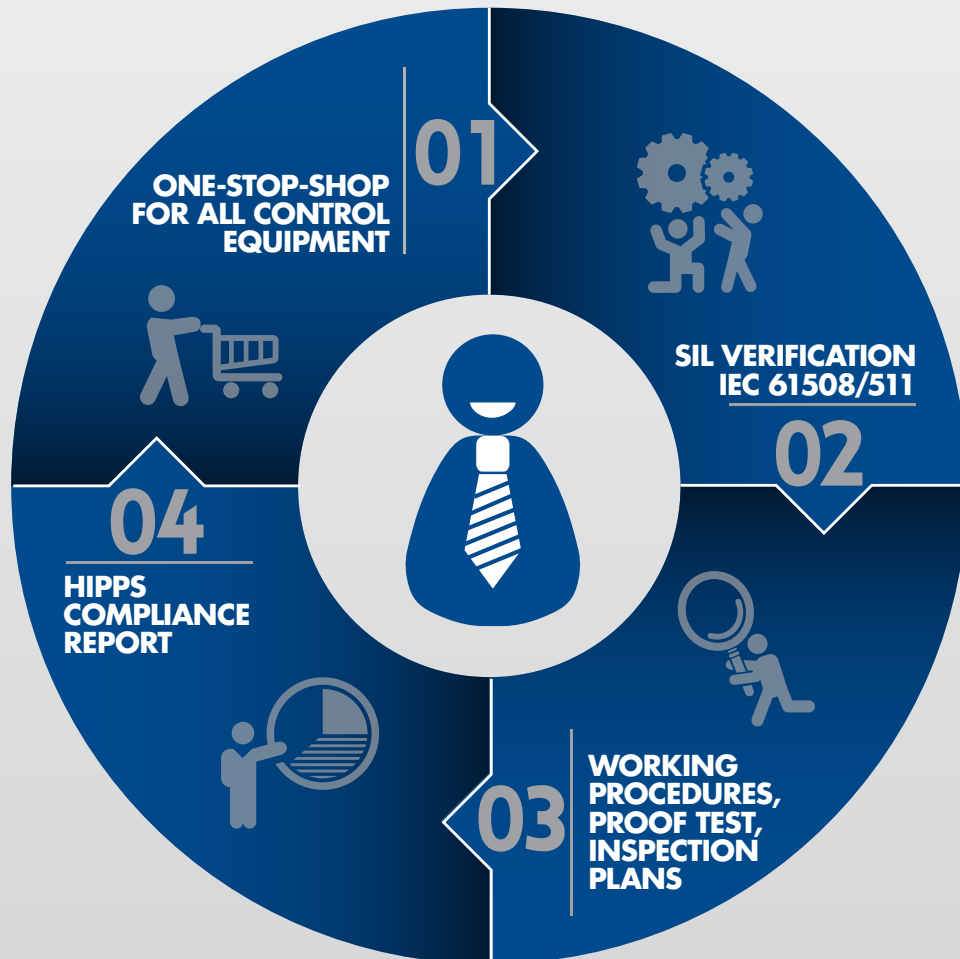 01
ONE-STOP-SHOP
FOR ALL CONTROL
EQUIPMENT
SIL VERIFICATION
IEC 61508/511
02
03
WORKING
PROCEDURES,
PROOF TEST,
INSPECTION
PLANS
04
HIPPS
COMPLIANCE
REPORT